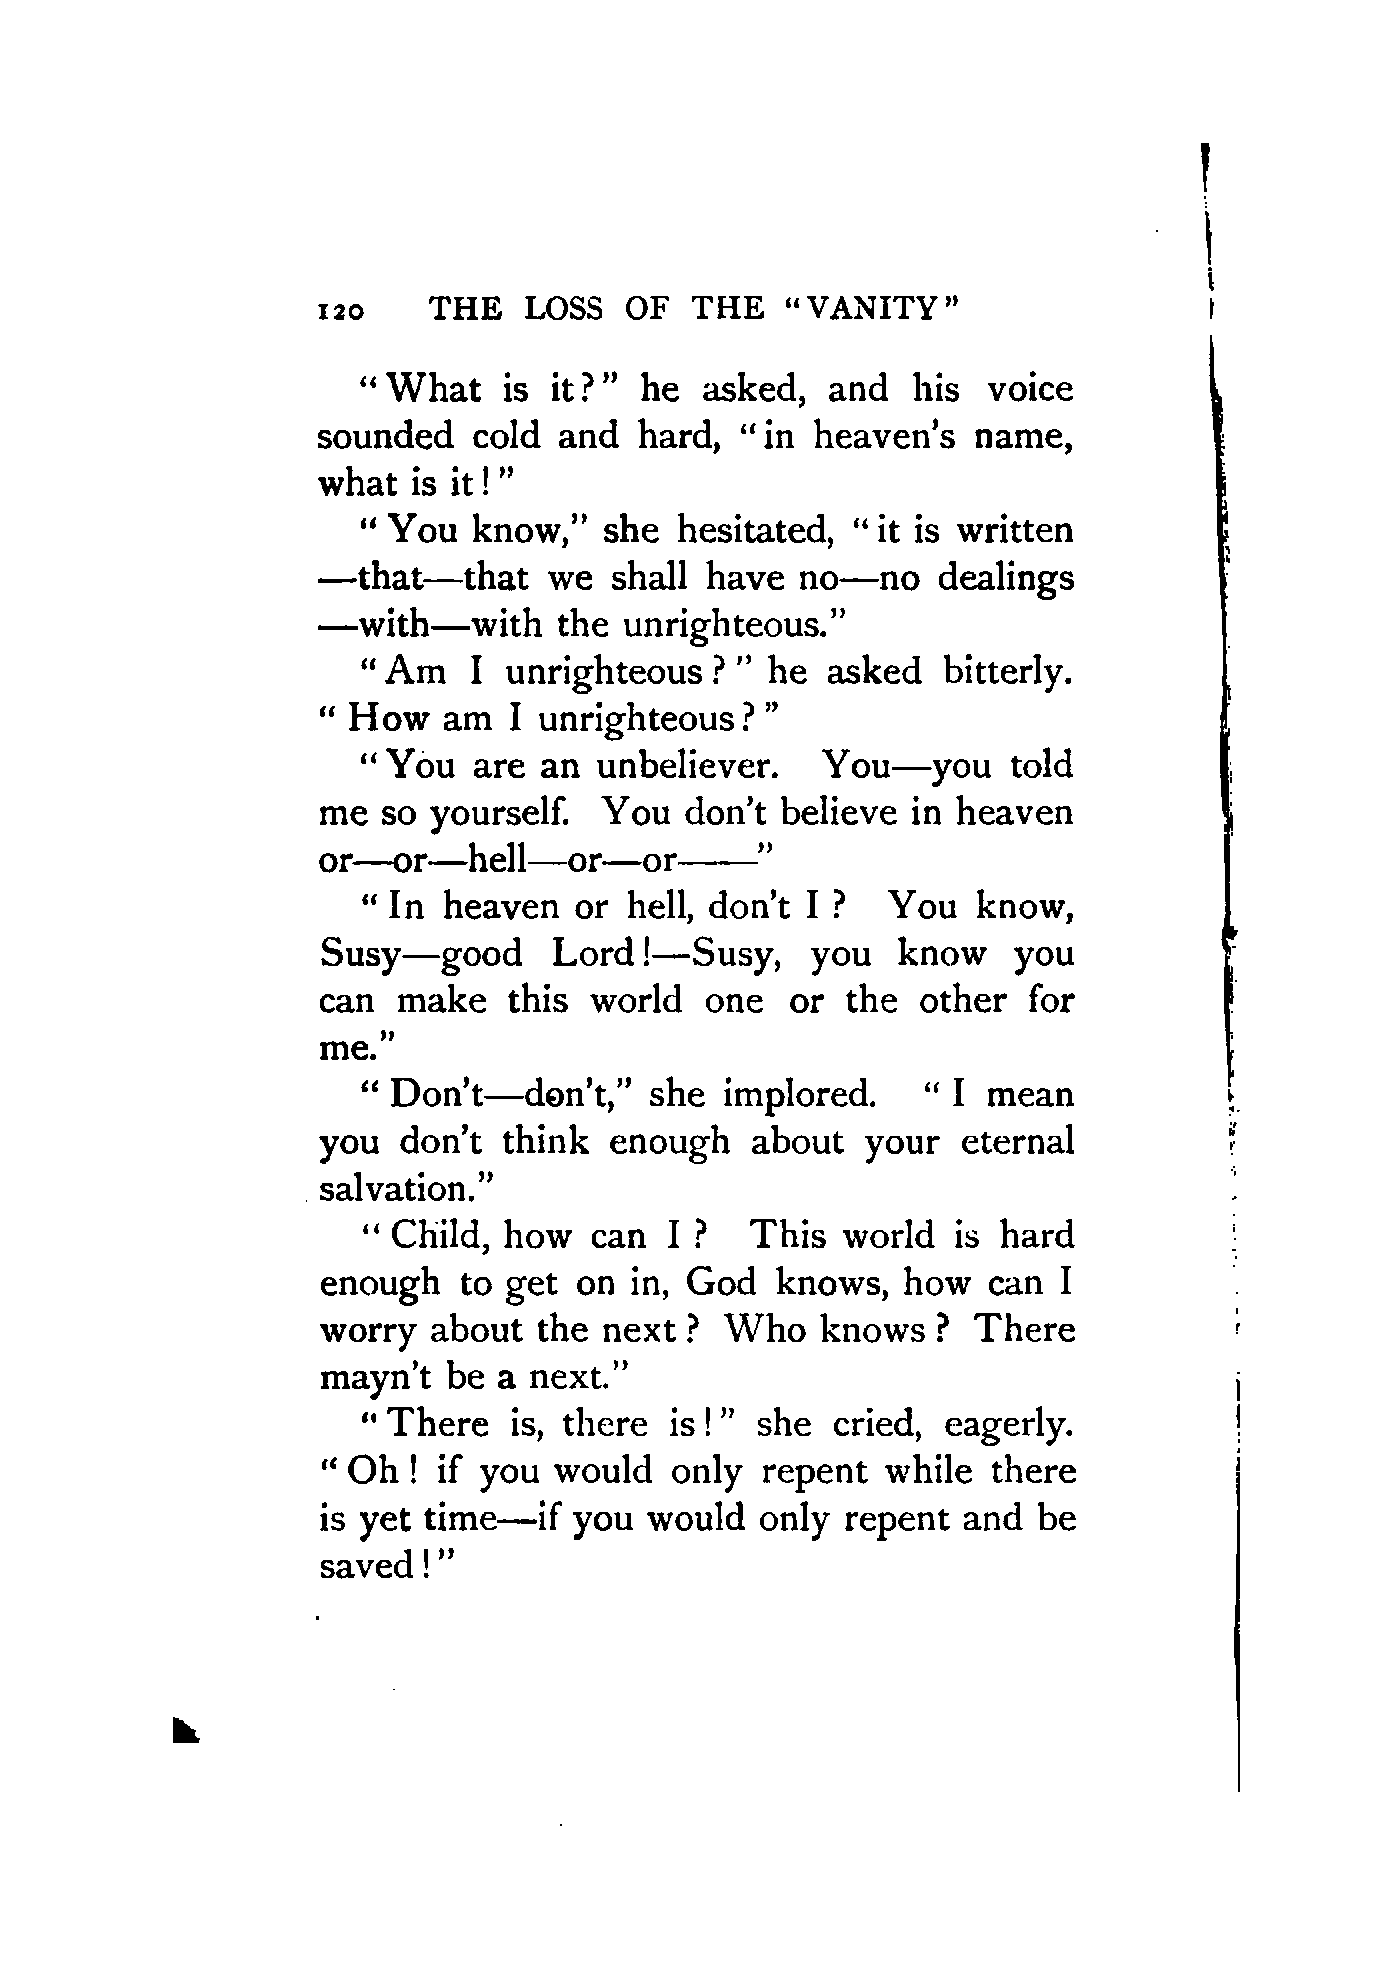 120 THE LOSS OF THE “VANITY”
“What is it?” he asked, and his voice
sounded cold and hard, “in heaven's name,
what is it!”
“You know,” she hesitated, “it is written
—that—that we shall have no—no dealings
—with—with the unrighteous.”
“Am I unrighteous?” he asked bitterly.
“How am I unrighteous?”
“You are an unbeliever. You—you told
me so yourself. You don't believe in heaven
or—or—hell—or—or——”
“In heaven or hell, don't I? You know,
Susy—good Lord!—Susy, you know you
can make this world one or the other for
me.”
“Don't—don't,” she implored. “I mean
you don't think enough about your eternal
salvation.”
“Child, how can I? This world is hard
enough to get on in, God knows, how can I
worry about the next? Who knows? There
mayn't be a next.”
“There is, there is!” she cried, eagerly.
“Oh! if you would only repent while there
is yet time—if you would only repent and be
saved!”